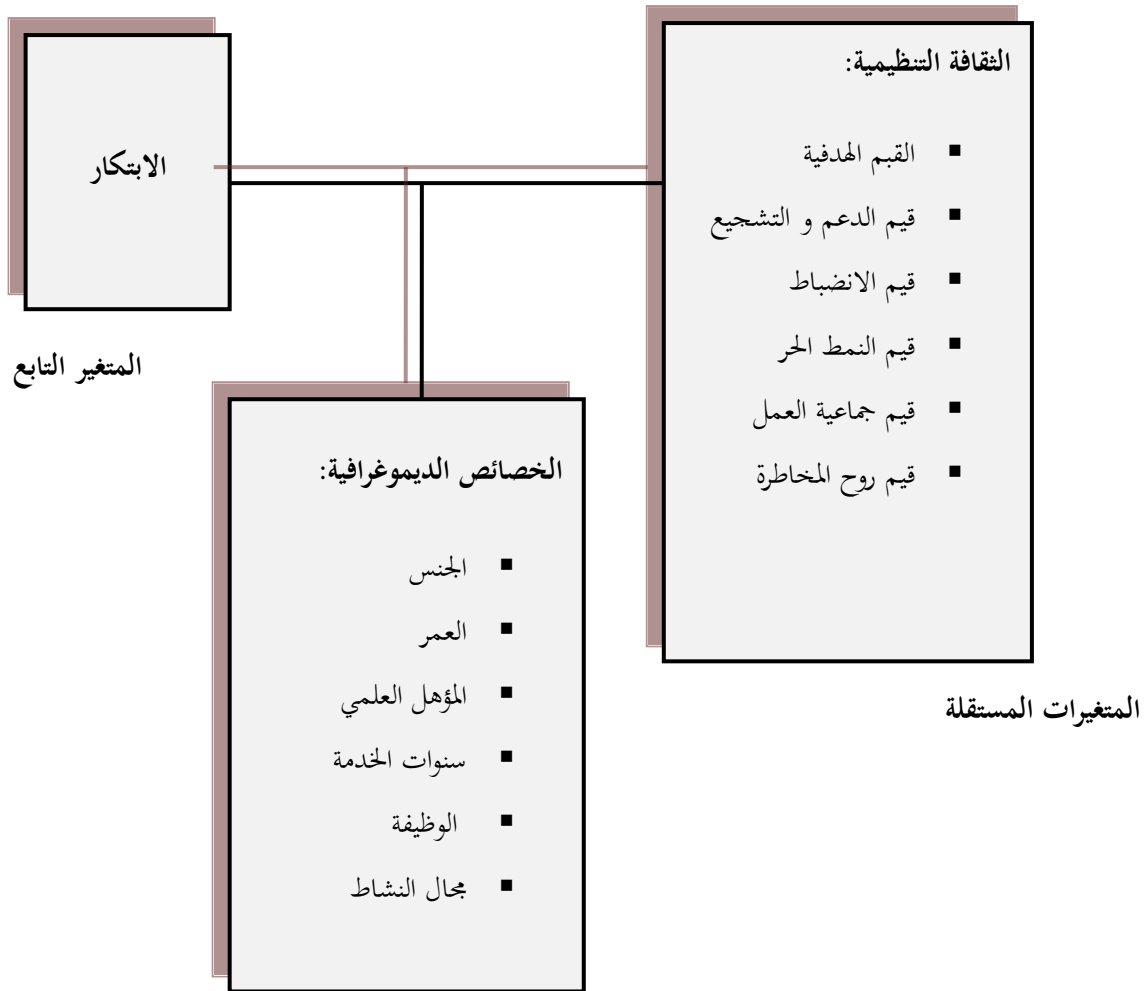 الثقافة التنظيمية:
القبم الهدفية
قيم الدعم و التشجيع
قيم الانضباط
قيم النمط الحر
قيم جماعية العمل
قيم روح المخاطرة
المتغيرات المستقلة
الابتكار
المتغير التابع
الخصائص الديموغرافية:
الجنس
العمر
المؤهل العلمي
سنوات الخدمة
الوظيفة
مجال النشاط